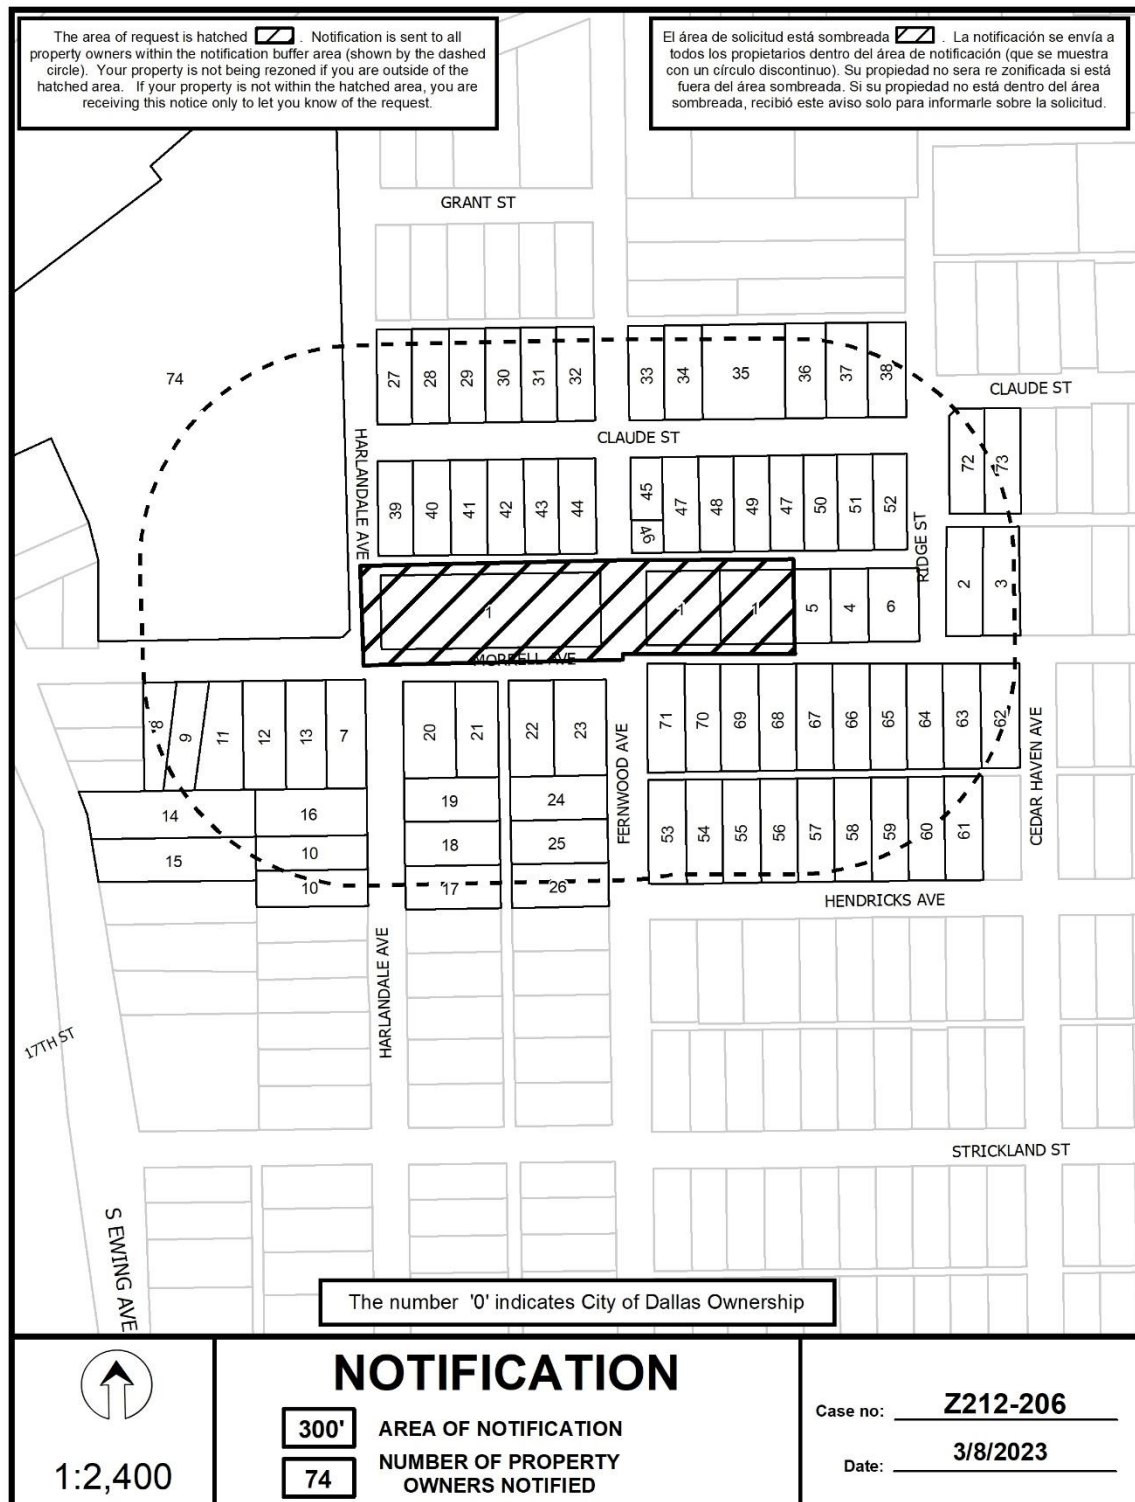 The area of request is hatched . Notification is sent to all
property owners within the notification buffer area (shown by the dashed
circle). Your property is not being rezoned if you are outside of the
hatched area. If your property is not within the hatched area, you are
receiving this notice only to let you know of the request.
El área de solicitud está sombreada . La notificación se envía a
todos los propietarios dentro del área de notificación (que se muestra
con un círculo discontinuo). Su propiedad no sera re zonificada si está
fuera del área sombreada. Si su propiedad no está dentro del área
sombreada, recibió este aviso solo para informarle sobre la solicitud.
GRANT ST
74
27 28 29 30 31 32 33 34 35 36 37 38
CLAUDE ST
CLAUDE ST
HARLANDALE AVE
72 73
39 40 41 42 43 44 45 46 47 48 49 47 50 51 52
RIDGE ST
1 1 1 5 4 6 2 3
MORRELL AVE
8 9 11 12 13 7 20 21 22 23
FERNWOOD AVE
71 70 69 68 67 66 65 64 63 62
CEDAR HAVEN AVE
14 16 19 24
15 10 18 25
10 17 26
53 54 55 56 57 58 59 60 61
HENDRICKS AVE
HARLANDALE AVE
17TH ST
STRICKLAND ST
S EWING AVE
The number '0' indicates City of Dallas Ownership
1:2,400
NOTIFICATION
300' AREA OF NOTIFICATION
74 NUMBER OF PROPERTY
OWNERS NOTIFIED
Case no: Z212-206
Date: 3/8/2023